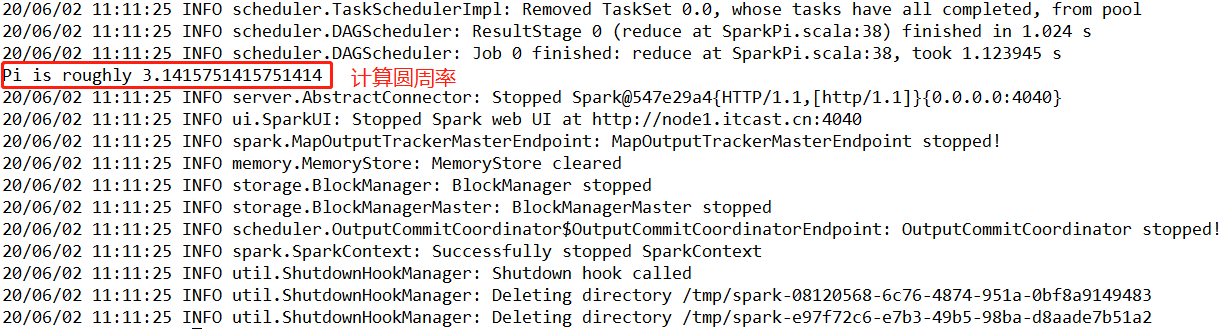 20/06/02 11:11:25 INFO scheduler.TaskSchedulerImpl: Removed TaskSet 0.0, whose tasks have all completed, from pool
20/06/02 11:11:25 INFO scheduler.DAGScheduler: ResultStage 0 (reduce at SparkPi.scala:38) finished in 1.024 s
20/06/02 11:11:25 INFO scheduler.DAGScheduler: Job 0 finished: reduce at SparkPi.scala:38, took 1.123945 s
Pi is roughly 3.1415751415751414 计算圆周率
20/06/02 11:11:25 INFO server.AbstractConnector: Stopped Spark@547e29a4{HTTP/1.1,[http/1.1]}{0.0.0.0:4040}
20/06/02 11:11:25 INFO ui.SparkUI: Stopped Spark web UI at http://node1.itcast.cn:4040
20/06/02 11:11:25 INFO spark.MapOutputTrackerMasterEndpoint: MapOutputTrackerMasterEndpoint stopped!
20/06/02 11:11:25 INFO memory.MemoryStore: MemoryStore cleared
20/06/02 11:11:25 INFO storage.BlockManager: BlockManager stopped
20/06/02 11:11:25 INFO storage.BlockManagerMaster: BlockManagerMaster stopped
20/06/02 11:11:25 INFO scheduler.OutputCommitCoordinator$OutputCommitCoordinatorEndpoint: OutputCommitCoordinator stopped!
20/06/02 11:11:25 INFO spark.SparkContext: Successfully stopped SparkContext
20/06/02 11:11:25 INFO util.ShutdownHookManager: Shutdown hook called
20/06/02 11:11:25 INFO util.ShutdownHookManager: Deleting directory /tmp/spark-08120568-6c76-4874-951a-0bf8a9149483
20/06/02 11:11:25 INFO util.ShutdownHookManager: Deleting directory /tmp/spark-e97f72c6-e7b3-49b5-98ba-d8aade7b51a2